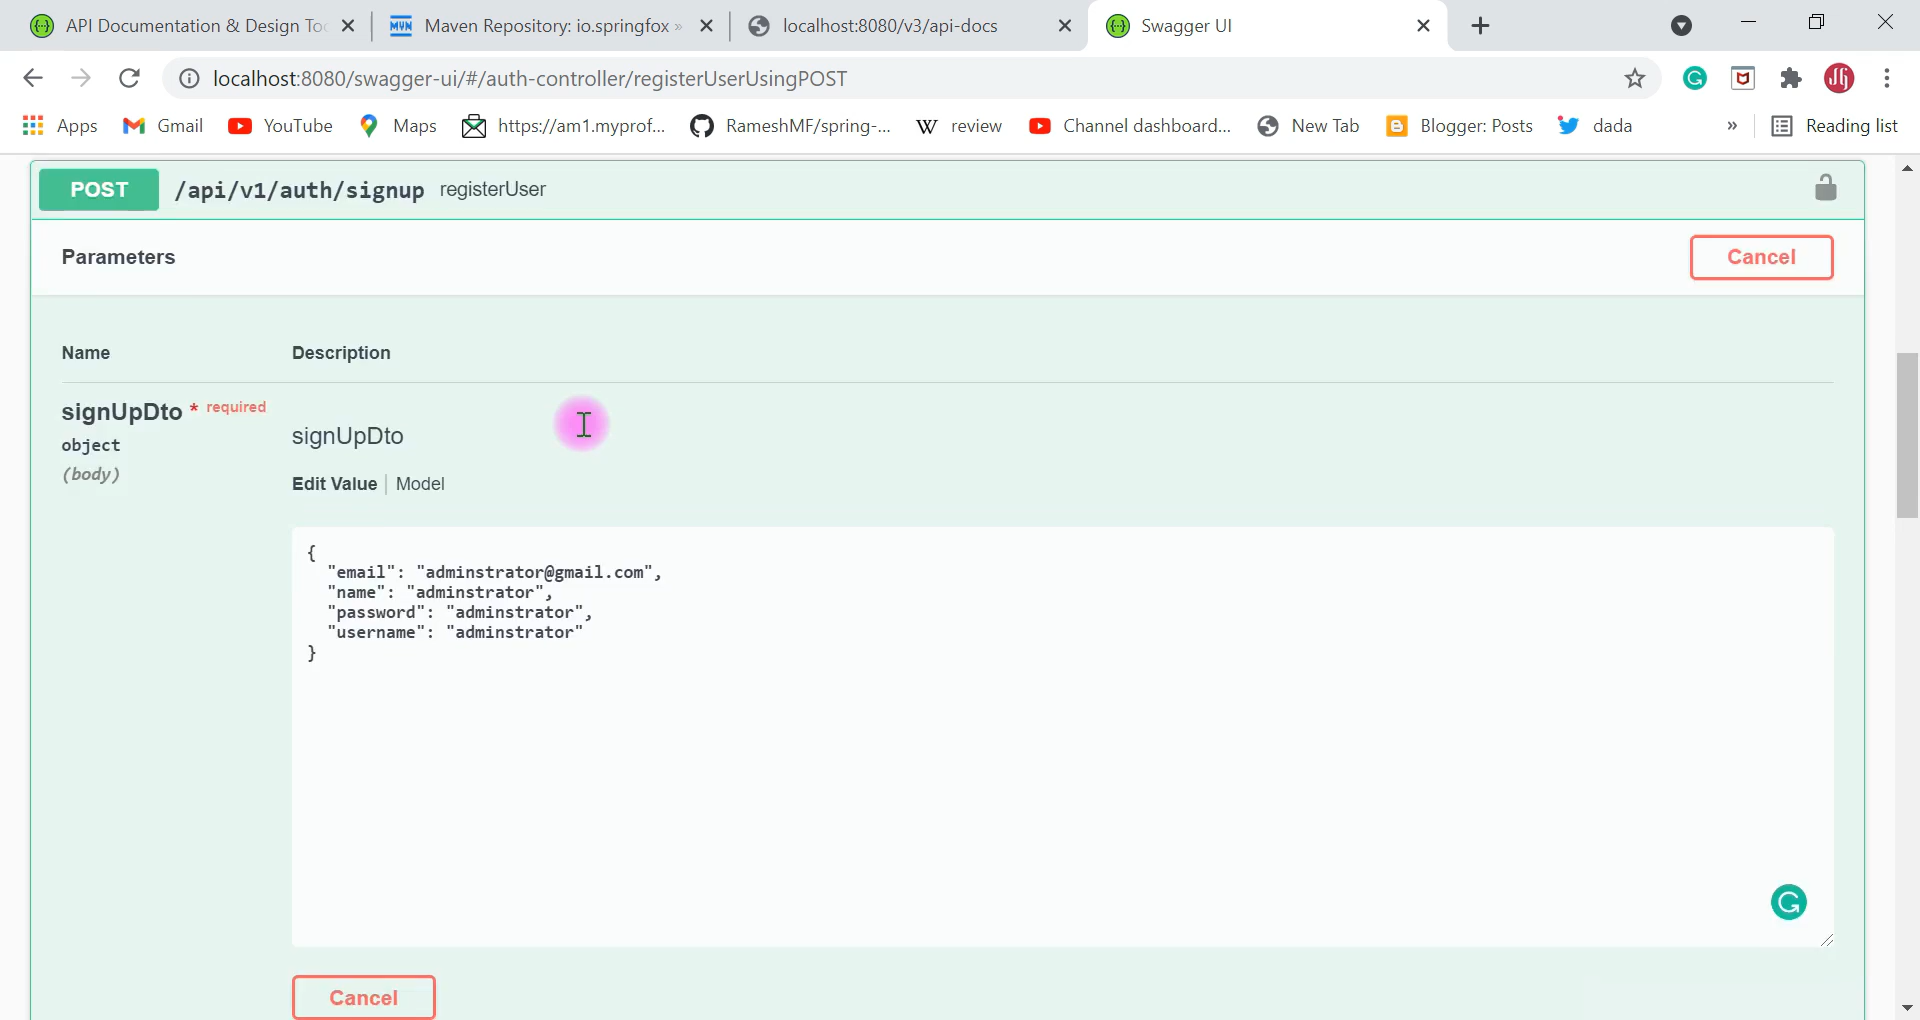 API Documentation & Design Too
Maven Repository: io.springfox »
localhost:8080/v3/api-docs
Swagger UI
localhost:8080/swagger-ui/#/auth-controller/registerUserUsingPOST
Apps
Gmail
YouTube
Maps
https://am1.myprof...
RameshMF/spring-...
W review
Channel dashboard...
New Tab
Blogger: Posts
dada
»
Reading list
POST /api/v1/auth/signup registerUser
Parameters
Cancel
Name Description
signUpDto * required
object
(body)
signUpDto
Edit Value | Model
{
"email": "adminstrator@gmail.com",
"name": "adminstrator",
"password": "adminstrator",
"username": "adminstrator"
}
Cancel